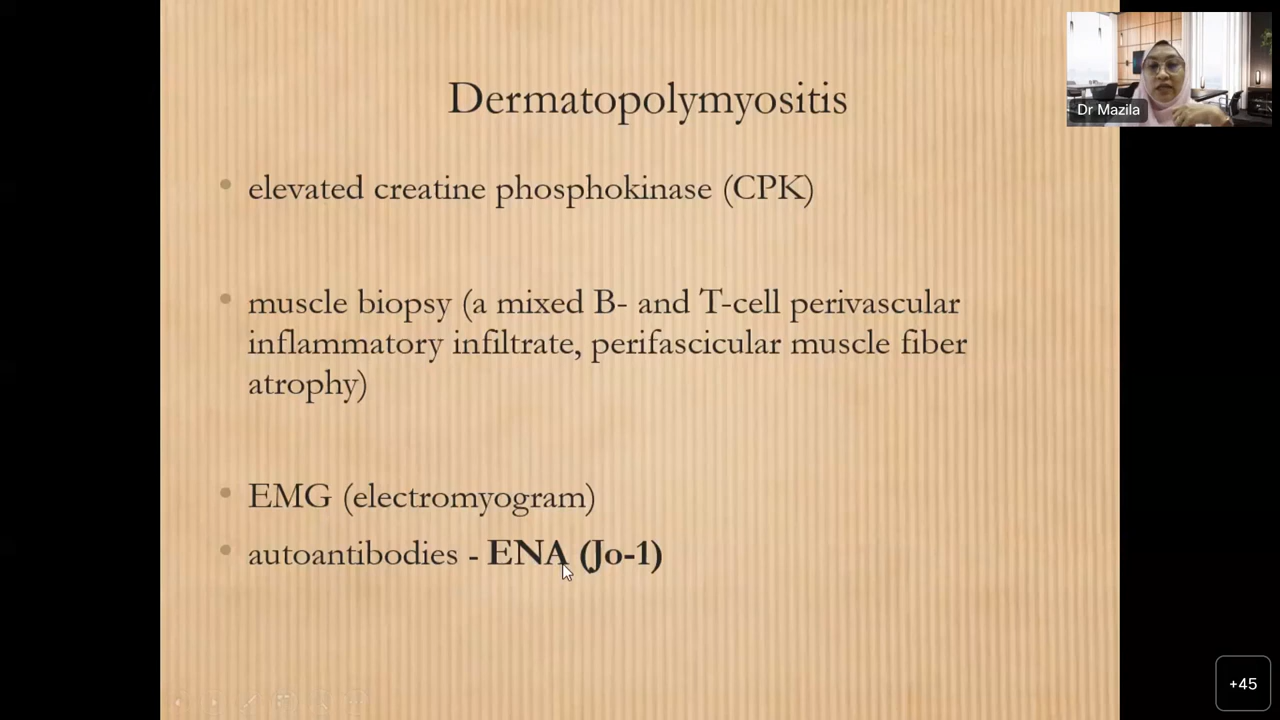 Dermatopolymyositis
Dr Mazila
• elevated creatine phosphokinase (CPK)
• muscle biopsy (a mixed B- and T-cell perivascular
inflammatory infiltrate, perifascicular muscle fiber
atrophy)
• EMG (electromyogram)
• autoantibodies - ENA (Jo-1)
+45